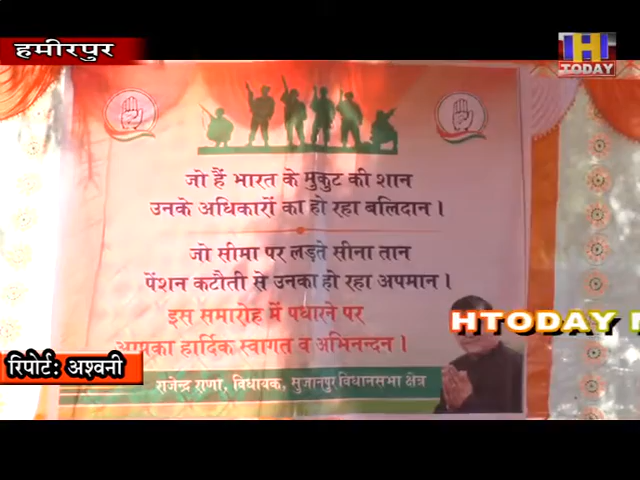 हमीरपुर
H
TODAY
जो हैं भारत के मुकुट की शान
उनके अधिकारों का हो रहा बलिदान ।
जो सीमा पर लड़ते सीना तान
पेंशन कटौती से उनका हो रहा अपमान ।
इस समारोह में पधारने पर
आपका हार्दिक स्वागत व अभिनन्दन ।
HTODAY
रिपोर्ट: अश्वनी
राजेन्द्र राणा, विधायक, सुजानपुर विधानसभा क्षेत्र